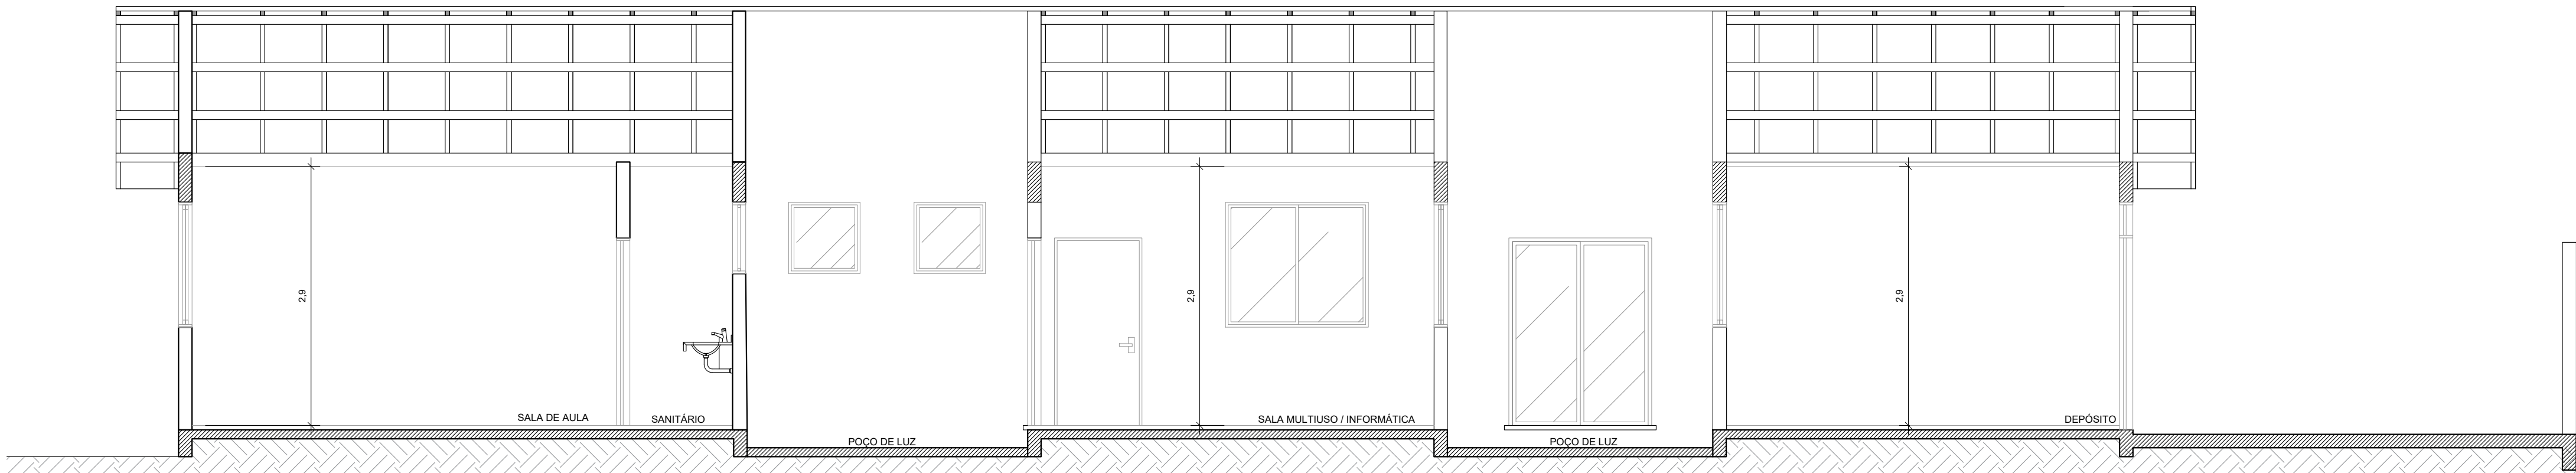 2,9
2,9
2,9
SALA DE AULA
SANITÁRIO
SALA MULTIUSO / INFORMÁTICA
DEPÓSITO
POÇO DE LUZ
POÇO DE LUZ